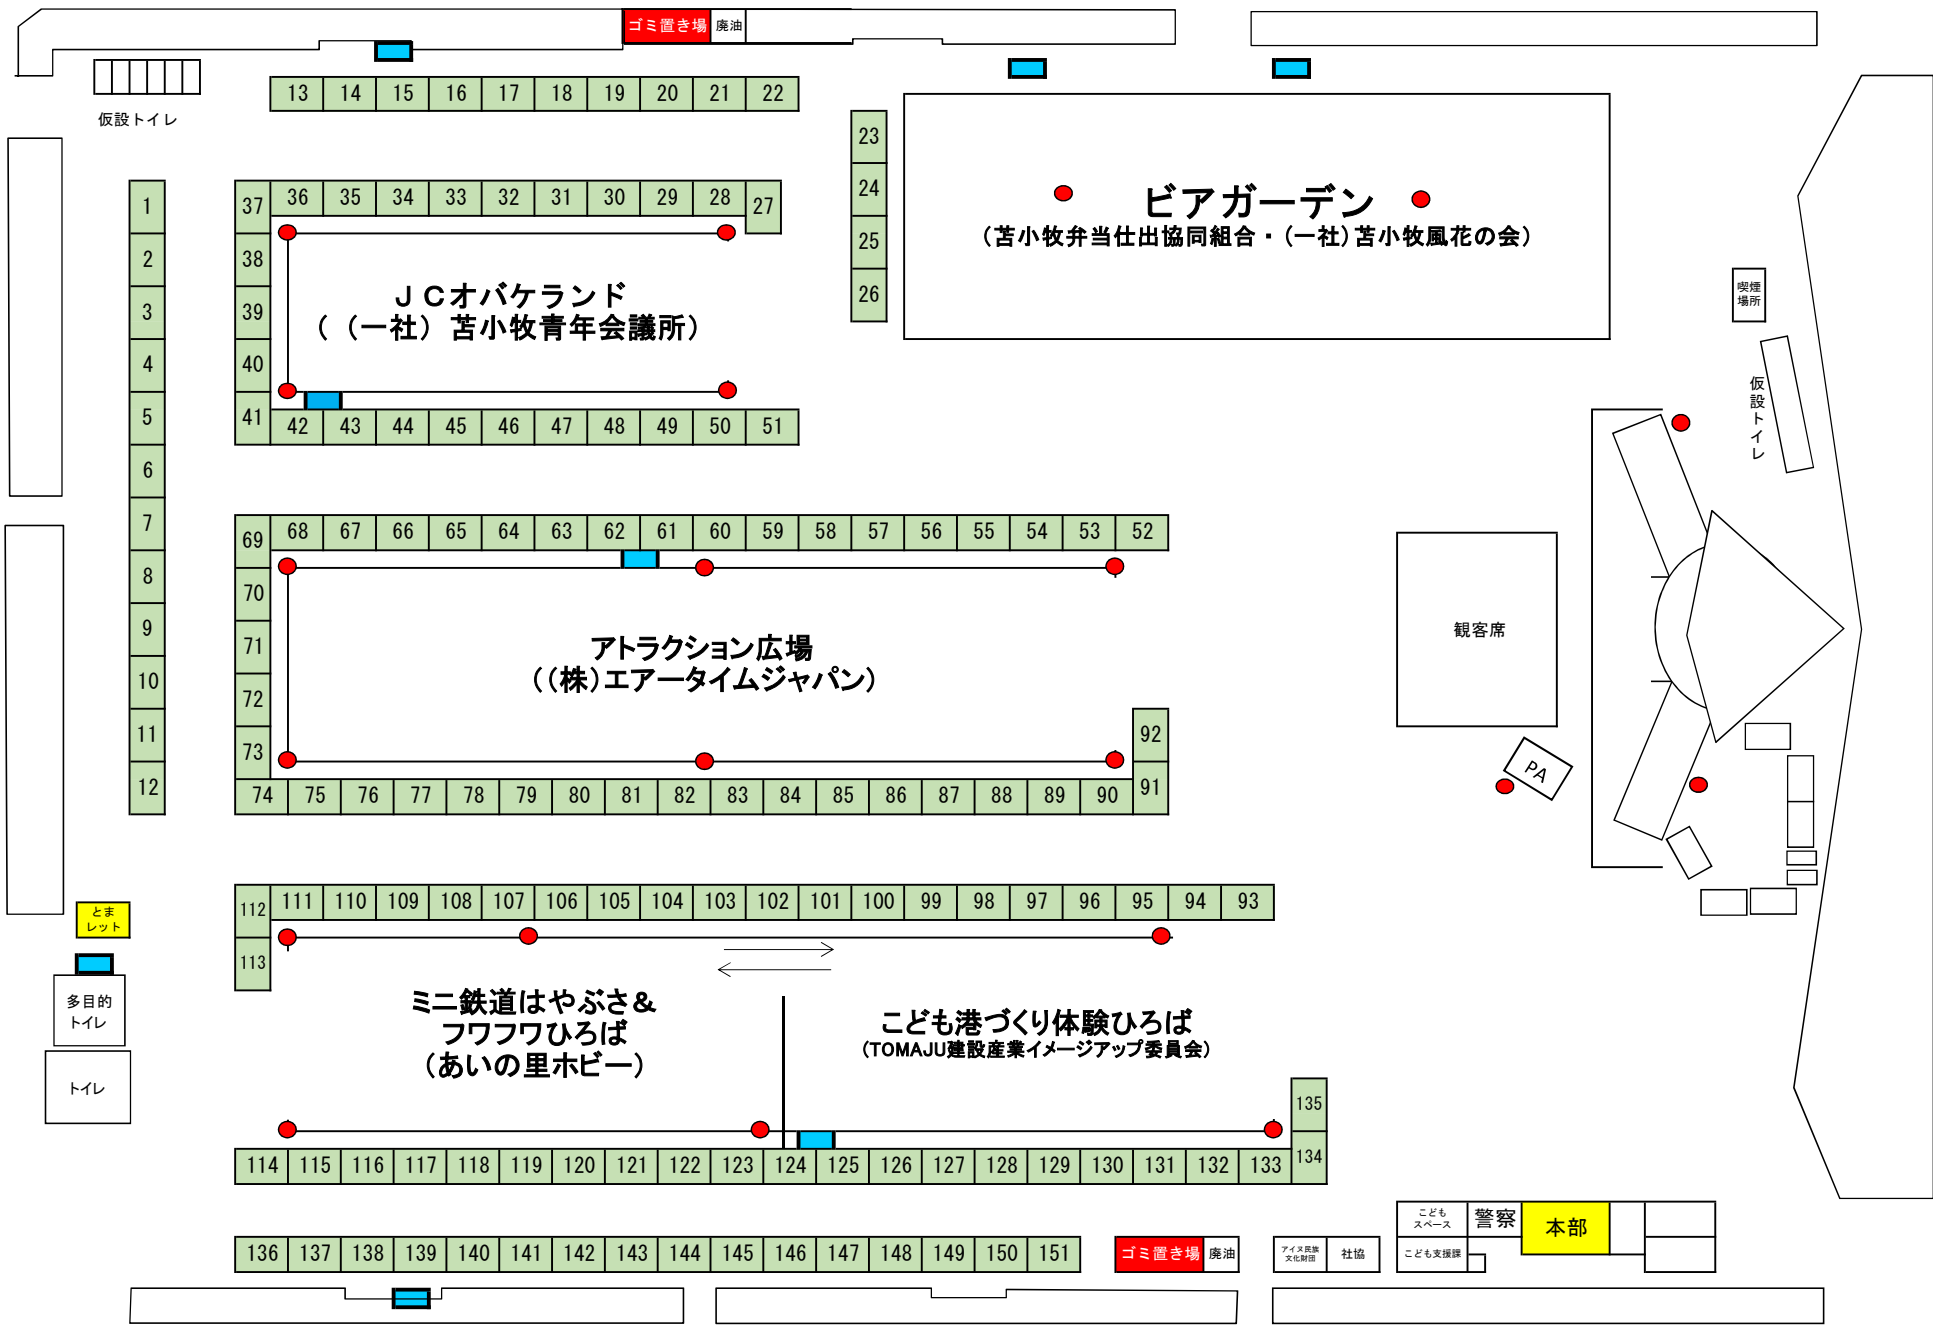 ゴミ置き場 廃油
仮設トイレ
13 14 15 16 17 18 19 20 21 22
23
24
25
26
ビアガーデン
(苫小牧弁当仕出協同組合・(一社)苫小牧風花の会)
喫煙
場所
仮設トイレ
1
2
3
4
5
6
7
8
9
10
11
12
37 36 35 34 33 32 31 30 29 28 27
38
39
40
41
JCオバケランド
((一社)苫小牧青年会議所)
42 43 44 45 46 47 48 49 50 51
69 68 67 66 65 64 63 62 61 60 59 58 57 56 55 54 53 52
70
71
72
73
アトラクション広場
((株)エアータイムジャパン)
92
91
74 75 76 77 78 79 80 81 82 83 84 85 86 87 88 89 90
観客席
PA
112 111 110 109 108 107 106 105 104 103 102 101 100 99 98 97 96 95 94 93
113
とま
レット
多目的
トイレ
トイレ
ミニ鉄道はやぶさ&
フワフワひろば
(あいの里ホビー)
こども港づくり体験ひろば
(TOMAJU建設産業イメージアップ委員会)
135
134
114 115 116 117 118 119 120 121 122 123 124 125 126 127 128 129 130 131 132 133
136 137 138 139 140 141 142 143 144 145 146 147 148 149 150 151
ゴミ置き場 廃油
アイヌ民族
文化財団
社協
こども
スペース
警察
本部
こども支援課